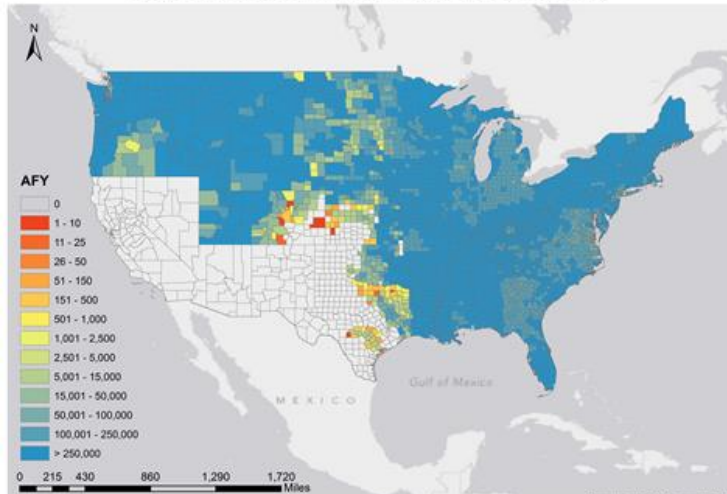 N
AFY
0
1 - 10
11 - 25
26 - 50
51 - 150
151 - 500
501 - 1,000
1,001 - 2,500
2,501 - 5,000
5,001 - 15,000
15,001 - 50,000
50,001 - 100,000
100,001 - 250,000
> 250,000
Gulf of Mexico
MEXICO
0 215 430 860 1,290 1,720
Miles